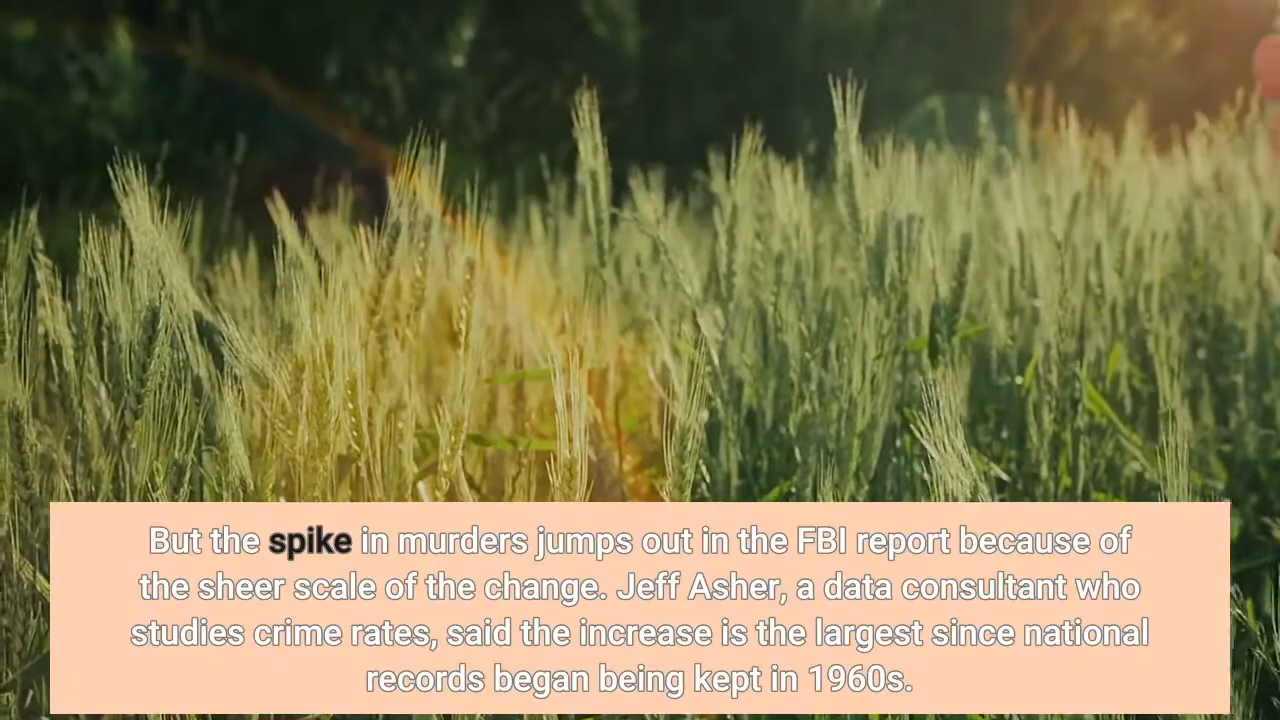 But the spike in murders jumps out in the FBI report because of
the sheer scale of the change. Jeff Asher, a data consultant who
studies crime rates, said the increase is the largest since national
records began being kept in 1960s.